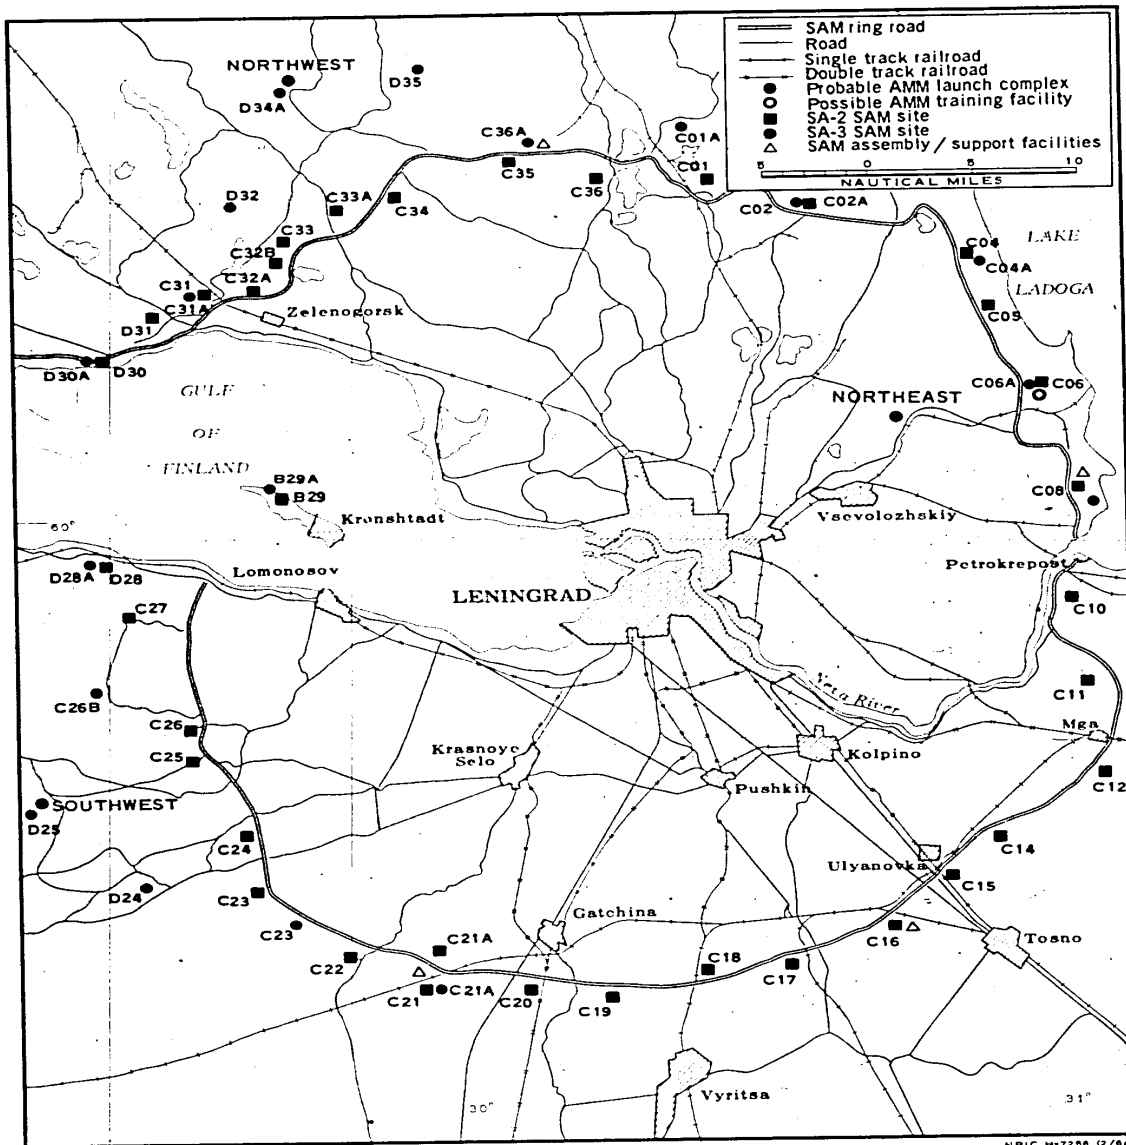 SAM ring road
Road
Single track railroad
Double track railroad
Probable AMM launch complex
Possible AMM training facility
SA-2 SAM site
SA-3 SAM site
SAM assembly / support facilities
5 0 5 10
NAUTICAL MILES
NORTHWEST
D34A
D35
C36A
C01A
C35
C36
C01
C02
C02A
D32
C33A
C34
C33
C32B
C32A
C31
C31A
D31
D30A
D30
Zelenogorsk
C04
C04A
C05
LAKE
LADOGA
C06A
C06
NORTHEAST
C08
GULF
OF
FINLAND
B29A
B29
Kronshtadt
60°
Vsevolozhskiy
Petrokrepost
D28A
D28
Lomonosov
LENINGRAD
C10
C27
C11
Neva River
C26B
C26
C25
Krasnoye
Selo
Kolpino
Pushkin
Mga
C12
SOUTHWEST
D25
C24
C14
Ulyanovka
C15
D24
C23
C23
Gatchina
C16
Tosno
C22
C21A
C21
C21A
C20
C19
C18
C17
Vyritsa
30°
31°